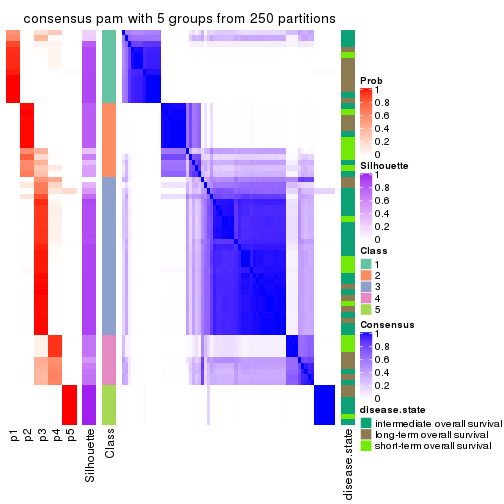 consensus pam with 5 groups from 250 partitions
Prob
1
0.8
0.6
0.4
0.2
0
Silhouette
1
0.8
0.6
0.4
0.2
0
Class
1
2
3
4
5
Consensus
1
0.8
0.6
0.4
0.2
0
disease.state
intermediate overall survival
long-term overall survival
short-term overall survival
p1
p2
p3
p4
p5
Silhouette
Class
disease.state